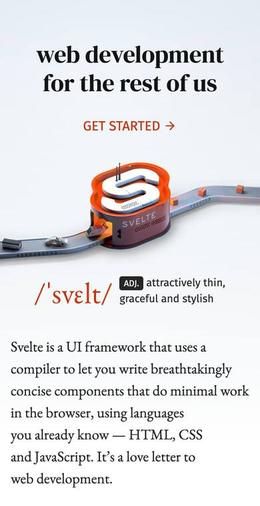 web development
for the rest of us
GET STARTED →
SVELTE
/ˈsvɛlt/ ADJ. attractively thin,
graceful and stylish
Svelte is a UI framework that uses a
compiler to let you write breathtakingly
concise components that do minimal work
in the browser, using languages
you already know — HTML, CSS
and JavaScript. It’s a love letter to
web development.